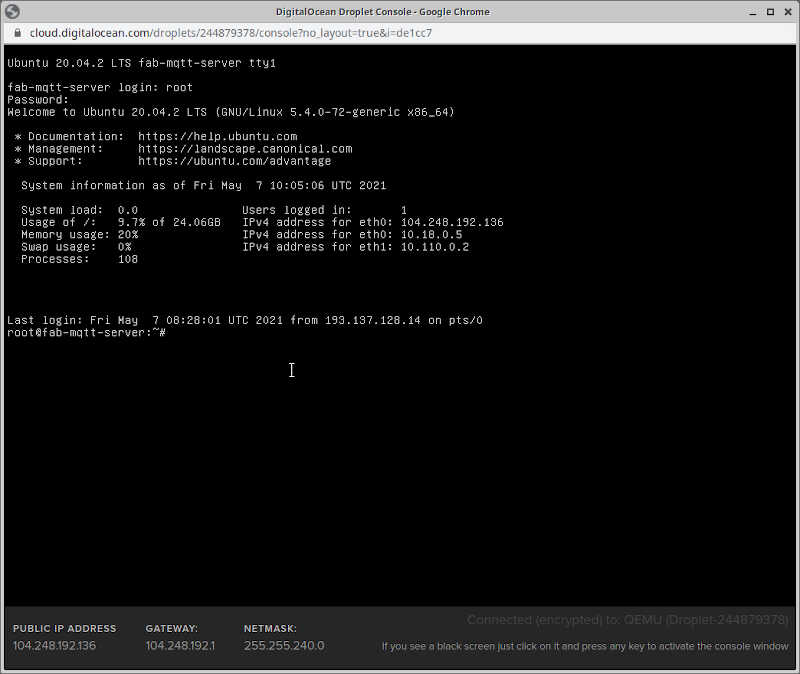 DigitalOcean Droplet Console - Google Chrome
cloud.digitalocean.com/droplets/244879378/console?no_layout=true&i=de1cc7
Ubuntu 20.04.2 LTS fab-mqtt-server tty1
fab-mqtt-server login: root
Password:
Welcome to Ubuntu 20.04.2 LTS (GNU/Linux 5.4.0-72-generic x86_64)
* Documentation:  https://help.ubuntu.com
* Management:     https://landscape.canonical.com
* Support:        https://ubuntu.com/advantage
System information as of Fri May  7 10:05:06 UTC 2021
System load:  0.0               Users logged in:       1
Usage of /:   9.7% of 24.06GB   IPv4 address for eth0: 104.248.192.136
Memory usage: 20%               IPv4 address for eth0: 10.18.0.5
Swap usage:   0%                IPv4 address for eth1: 10.110.0.2
Processes:    108
Last login: Fri May  7 08:28:01 UTC 2021 from 193.137.128.14 on pts/0
root@fab-mqtt-server:~#
Connected (encrypted) to: QEMU (Droplet-244879378)
PUBLIC IP ADDRESS GATEWAY: NETMASK:
104.248.192.136 104.248.192.1 255.255.240.0 If you see a black screen just click on it and press any key to activate the console window